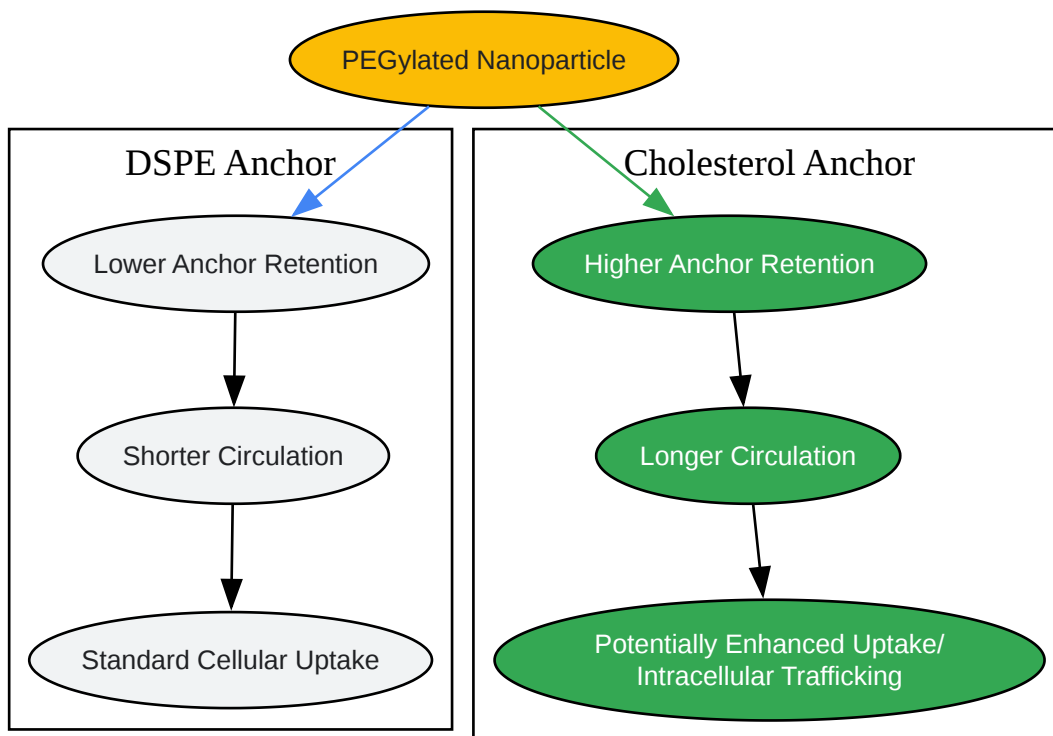 PEGylated Nanoparticle
DSPE Anchor
Lower Anchor Retention
Shorter Circulation
Standard Cellular Uptake
Cholesterol Anchor
Higher Anchor Retention
Longer Circulation
Potentially Enhanced Uptake/
Intracellular Trafficking